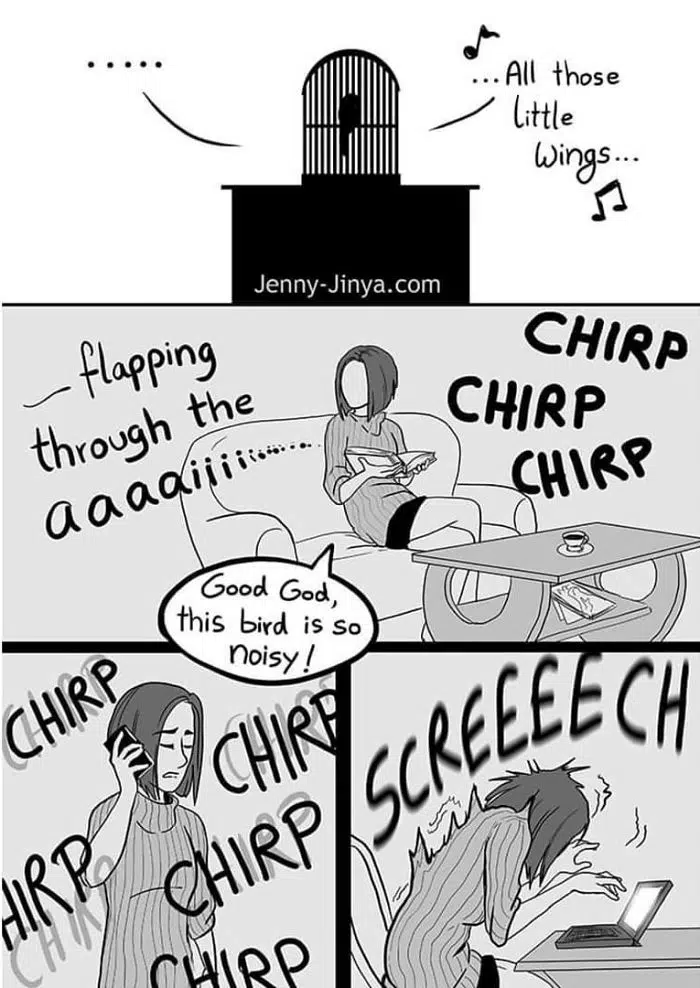 .....
...All those
little
wings...
Jenny-Jinya.com
flapping
through the
aaaaiiii.......
CHIRP
CHIRP
CHIRP
Good God,
this bird is so
noisy!
CHIRP
CHIRP
CHIRP
CHIRP
SCREEEECH